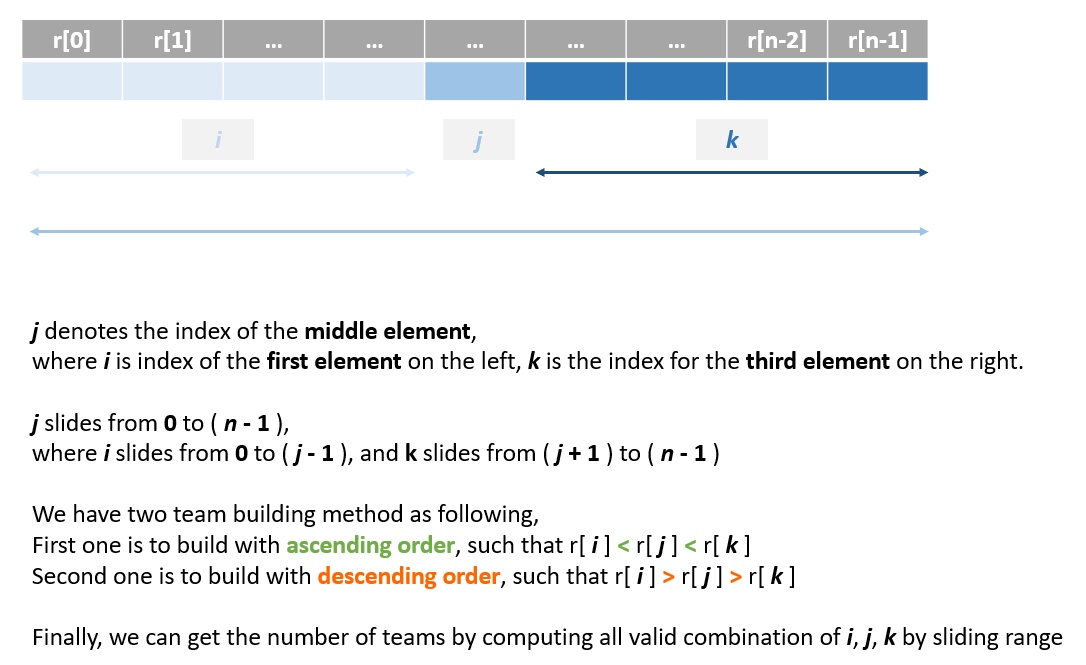 r[0] r[1] ... ... ... ... ... r[n-2] r[n-1]
i j k
j denotes the index of the middle element,
where i is index of the first element on the left, k is the index for the third element on the right.
j slides from 0 to ( n - 1 ),
where i slides from 0 to ( j - 1 ), and k slides from ( j + 1 ) to ( n - 1 )
We have two team building method as following,
First one is to build with ascending order, such that r[ i ] < r[ j ] < r[ k ]
Second one is to build with descending order, such that r[ i ] > r[ j ] > r[ k ]
Finally, we can get the number of teams by computing all valid combination of i, j, k by sliding range